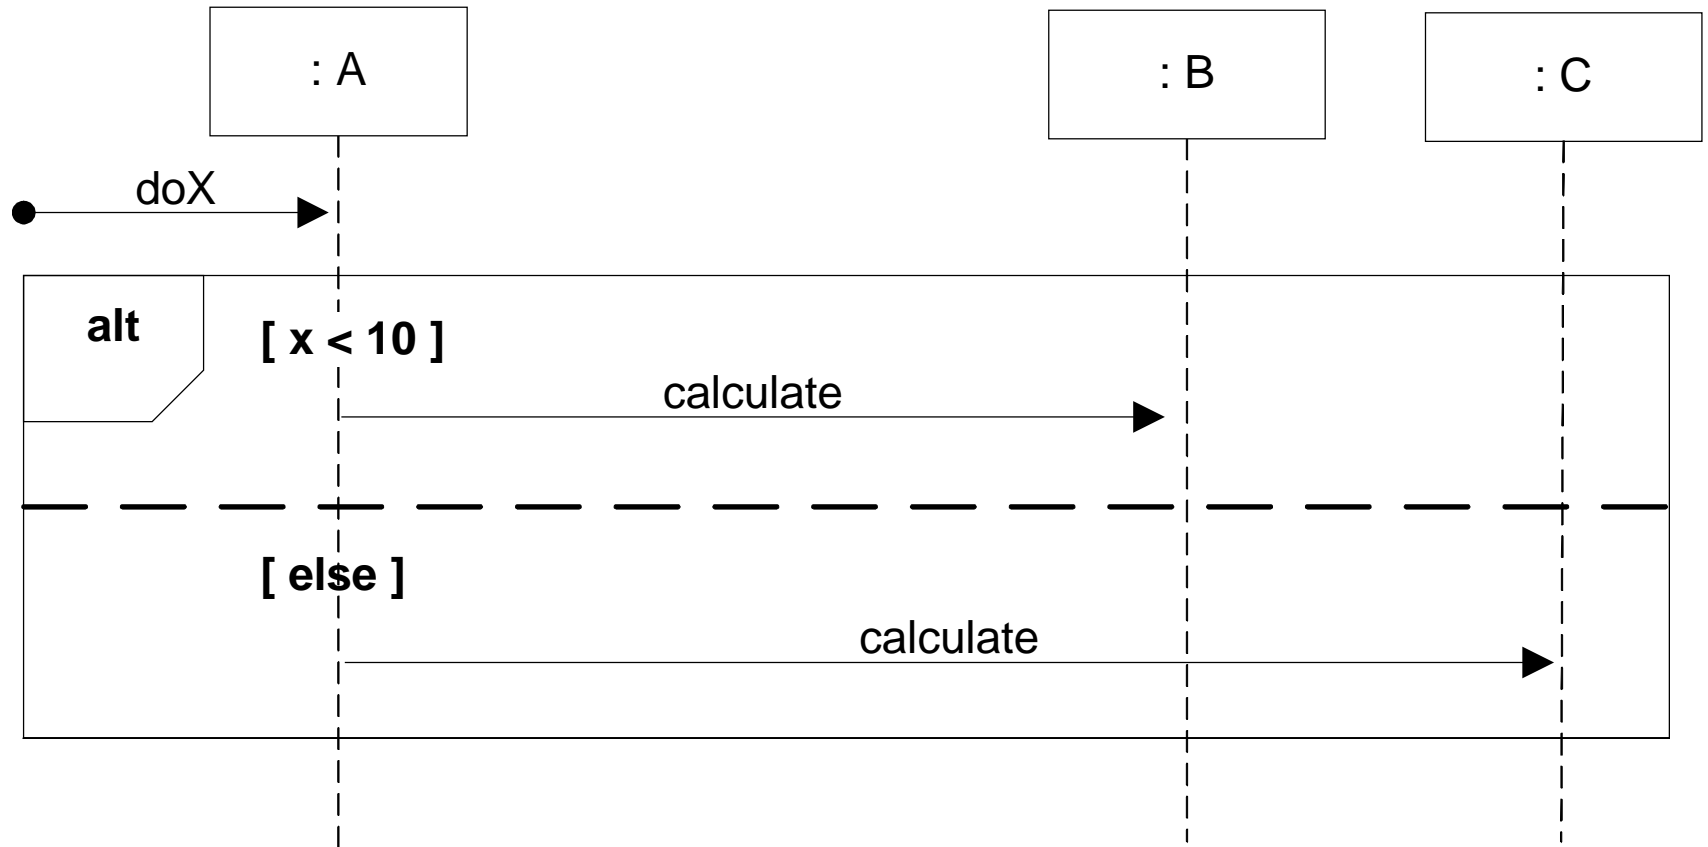 : A
: B
: C
doX
alt
[ x < 10 ]
calculate
[ else ]
calculate